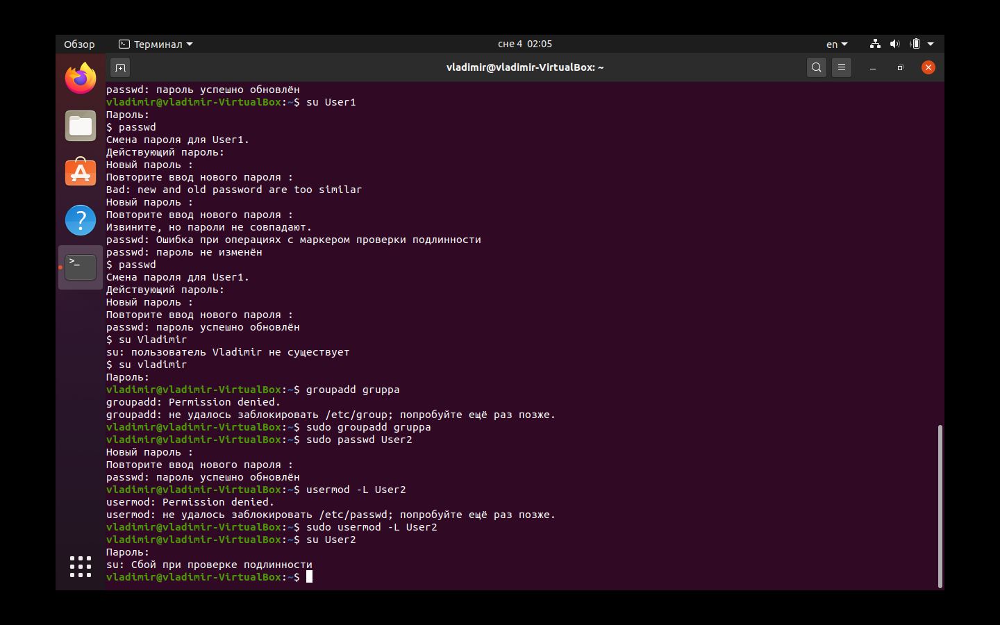 Обзор
Терминал
сне 4 02:05
en
vladimir@vladimir-VirtualBox: ~
passwd: пароль успешно обновлён
vladimir@vladimir-VirtualBox:~$ su User1
Пароль:
$ passwd
Смена пароля для User1.
Действующий пароль:
Новый пароль :
Повторите ввод нового пароля :
Bad: new and old password are too similar
Новый пароль :
Повторите ввод нового пароля :
Извините, но пароли не совпадают.
passwd: Ошибка при операциях с маркером проверки подлинности
passwd: пароль не изменён
$ passwd
Смена пароля для User1.
Действующий пароль:
Новый пароль :
Повторите ввод нового пароля :
passwd: пароль успешно обновлён
$ su Vladimir
su: пользователь Vladimir не существует
$ su vladimir
Пароль:
vladimir@vladimir-VirtualBox:~$ groupadd gruppa
groupadd: Permission denied.
groupadd: не удалось заблокировать /etc/group; попробуйте ещё раз позже.
vladimir@vladimir-VirtualBox:~$ sudo groupadd gruppa
vladimir@vladimir-VirtualBox:~$ sudo passwd User2
Новый пароль :
Повторите ввод нового пароля :
passwd: пароль успешно обновлён
vladimir@vladimir-VirtualBox:~$ usermod -L User2
usermod: Permission denied.
usermod: не удалось заблокировать /etc/passwd; попробуйте ещё раз позже.
vladimir@vladimir-VirtualBox:~$ sudo usermod -L User2
vladimir@vladimir-VirtualBox:~$ su User2
Пароль:
su: Сбой при проверке подлинности
vladimir@vladimir-VirtualBox:~$